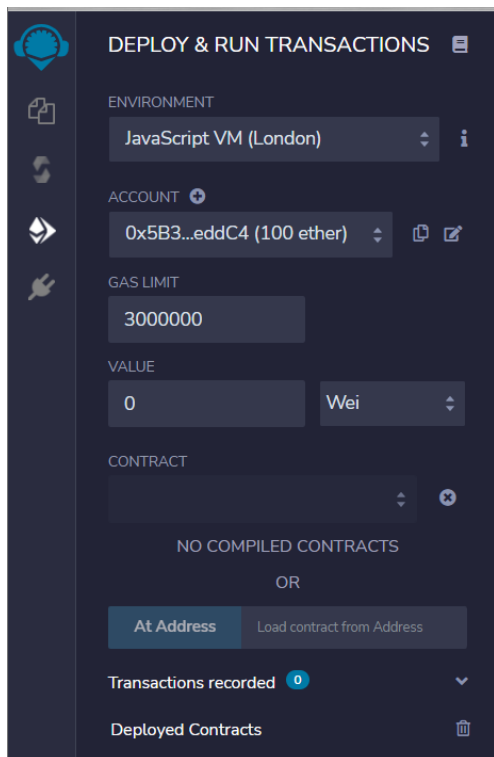 DEPLOY & RUN TRANSACTIONS
ENVIRONMENT
JavaScript VM (London)
i
ACCOUNT
0x5B3...eddC4 (100 ether)
GAS LIMIT
3000000
VALUE
0 Wei
CONTRACT
NO COMPILED CONTRACTS
OR
At Address Load contract from Address
Transactions recorded 0
Deployed Contracts